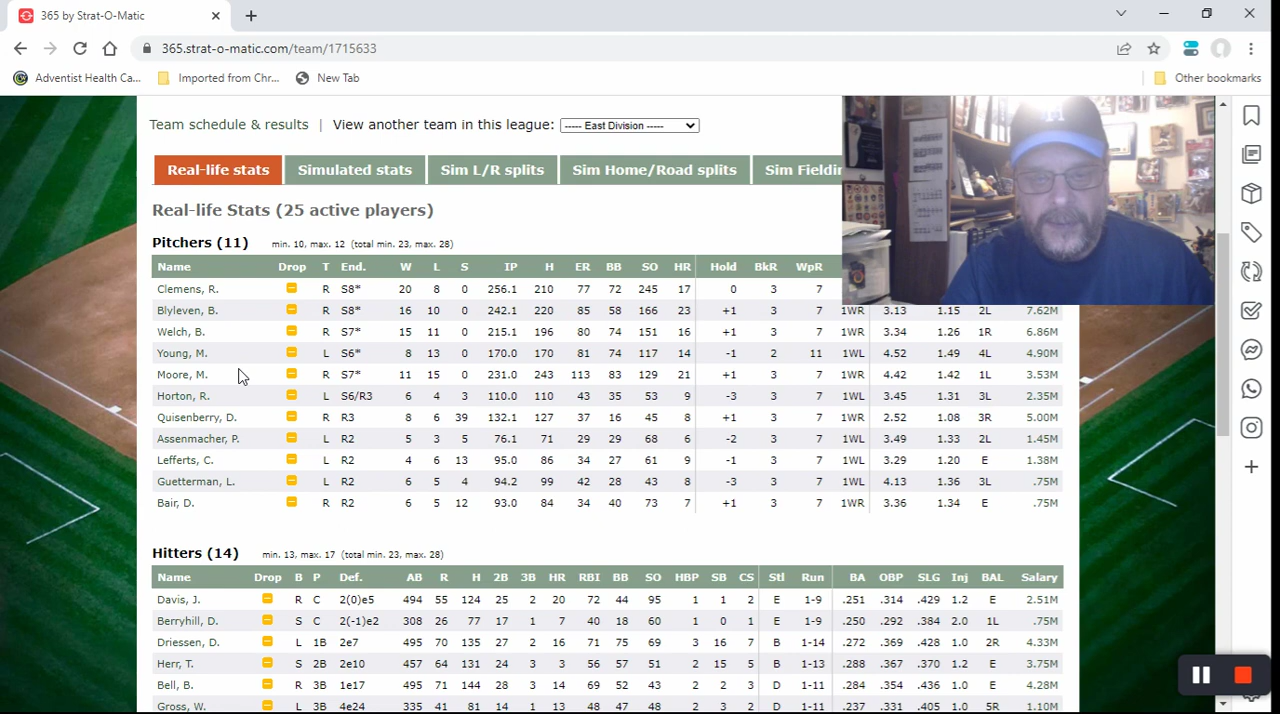 365 by Strat-O-Matic
365.strat-o-matic.com/team/1715633
Adventist Health Ca... Imported from Chr... New Tab Other bookmarks
Team schedule & results | View another team in this league: ----- East Division -----
Real-life stats Simulated stats Sim L/R splits Sim Home/Road splits Sim Fieldin
Real-life Stats (25 active players)
Pitchers (11) min. 10, max. 12 (total min. 23, max. 28)
Name Drop T End. W L S IP H ER BB SO HR Hold BkR WpR
Clemens, R. R S8* 20 8 0 256.1 210 77 72 245 17 0 3 7
Blyleven, B. R S8* 16 10 0 242.1 220 85 58 166 23 +1 3 7 1WR 3.13 1.15 2L 7.62M
Welch, B. R S7* 15 11 0 215.1 196 80 74 151 16 +1 3 7 1WR 3.34 1.26 1R 6.86M
Young, M. L S6* 8 13 0 170.0 170 81 74 117 14 -1 2 11 1WL 4.52 1.49 4L 4.90M
Moore, M. R S7* 11 15 0 231.0 243 113 83 129 21 +1 3 7 1WR 4.42 1.42 1L 3.53M
Horton, R. L S6/R3 6 4 3 110.0 110 43 35 53 9 -3 3 7 1WR 3.45 1.31 3L 2.35M
Quisenberry, D. R R3 8 6 39 132.1 127 37 16 45 8 +1 3 7 1WR 2.52 1.08 3R 5.00M
Assenmacher, P. L R2 5 3 5 76.1 71 29 29 68 6 -2 3 7 1WL 3.49 1.33 2L 1.45M
Lefferts, C. L R2 4 6 13 95.0 86 34 27 61 9 -1 3 7 1WL 3.29 1.20 E 1.38M
Guetterman, L. L R2 6 5 4 94.2 99 42 28 43 8 -3 3 7 1WL 4.13 1.36 3L .75M
Bair, D. R R2 6 5 12 93.0 84 34 40 73 7 +1 3 7 1WR 3.36 1.34 E .75M
Hitters (14) min. 13, max. 17 (total min. 23, max. 28)
Name Drop B P Def. AB R H 2B 3B HR RBI BB SO HBP SB CS Stl Run BA OBP SLG Inj BAL Salary
Davis, J. R C 2(0)e5 494 55 124 25 2 20 72 44 95 1 1 2 E 1-9 .251 .314 .429 1.2 E 2.51M
Berryhill, D. S C 2(-1)e2 308 26 77 17 1 7 40 18 60 1 0 1 E 1-9 .250 .292 .384 2.0 1L .75M
Driessen, D. L 1B 2e7 495 70 135 27 2 16 71 75 69 3 16 7 B 1-14 .272 .369 .428 1.0 2R 4.33M
Herr, T. S 2B 2e10 457 64 131 24 3 3 56 57 51 2 15 5 B 1-13 .288 .367 .370 1.2 E 3.75M
Bell, B. R 3B 1e17 495 71 144 28 3 14 69 52 43 2 2 3 D 1-11 .284 .354 .436 1.0 E 4.28M
Gross, W. L 3B 4e24 335 41 81 14 1 13 48 47 48 2 3 2 D 1-11 .237 .331 .405 1.0 5R 1.10M